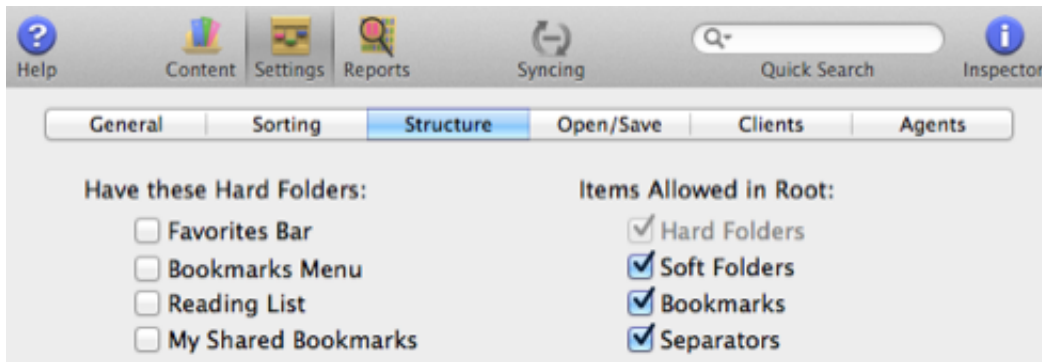 Help Content Settings Reports Syncing Quick Search Inspector
General Sorting Structure Open/Save Clients Agents
Have these Hard Folders: Items Allowed in Root:
Favorites Bar Hard Folders
Bookmarks Menu Soft Folders
Reading List Bookmarks
My Shared Bookmarks Separators